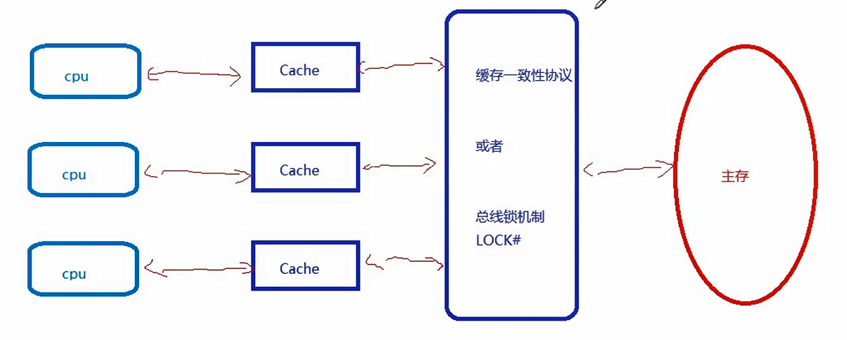 cpu
Cache
缓存一致性协议
cpu
Cache
或者
主存
cpu
Cache
总线锁机制
LOCK#